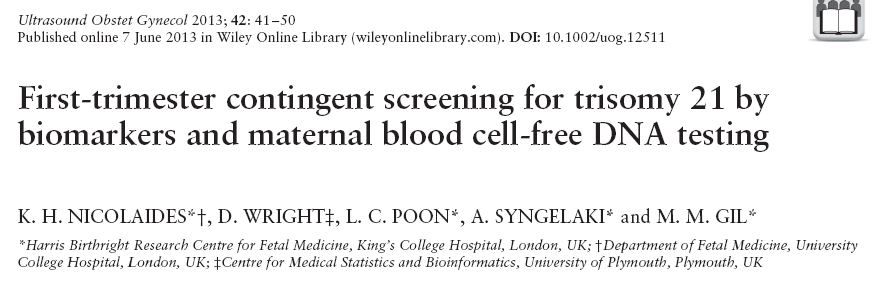 Ultrasound Obstet Gynecol 2013; 42: 41–50
Published online 7 June 2013 in Wiley Online Library (wileyonlinelibrary.com). DOI: 10.1002/uog.12511
First-trimester contingent screening for trisomy 21 by
biomarkers and maternal blood cell-free DNA testing
K. H. NICOLAIDES*†, D. WRIGHT‡, L. C. POON*, A. SYNGELAKI* and M. M. GIL*
*Harris Birthright Research Centre for Fetal Medicine, King’s College Hospital, London, UK; †Department of Fetal Medicine, University
College Hospital, London, UK; ‡Centre for Medical Statistics and Bioinformatics, University of Plymouth, Plymouth, UK